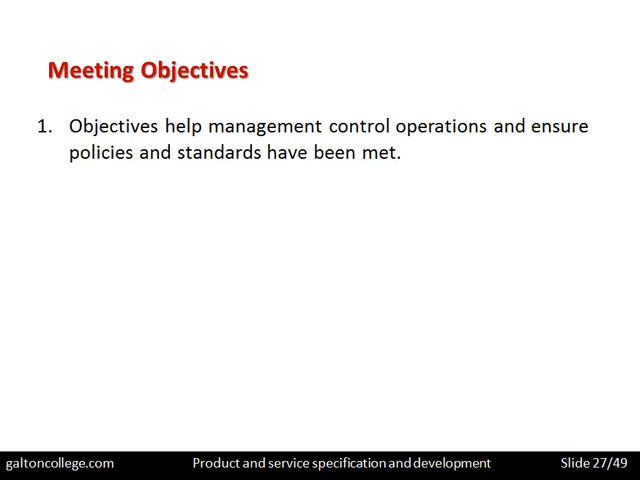 Meeting Objectives
1. Objectives help management control operations and ensure
policies and standards have been met.
galtoncollege.com Product and service specification and development Slide 27/49